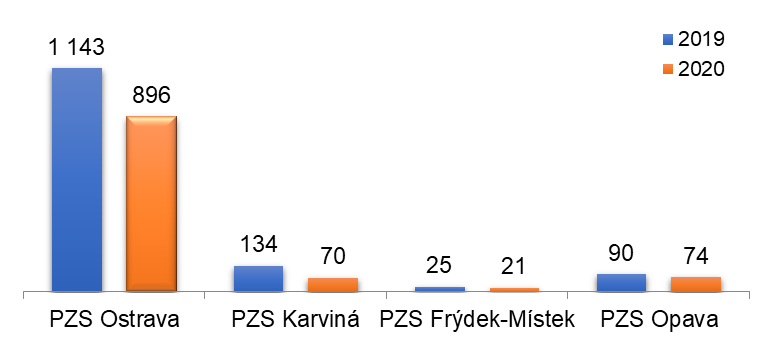 1 143
2019
2020
896
134
70
25
21
90
74
PZS Ostrava
PZS Karviná
PZS Frýdek-Místek
PZS Opava